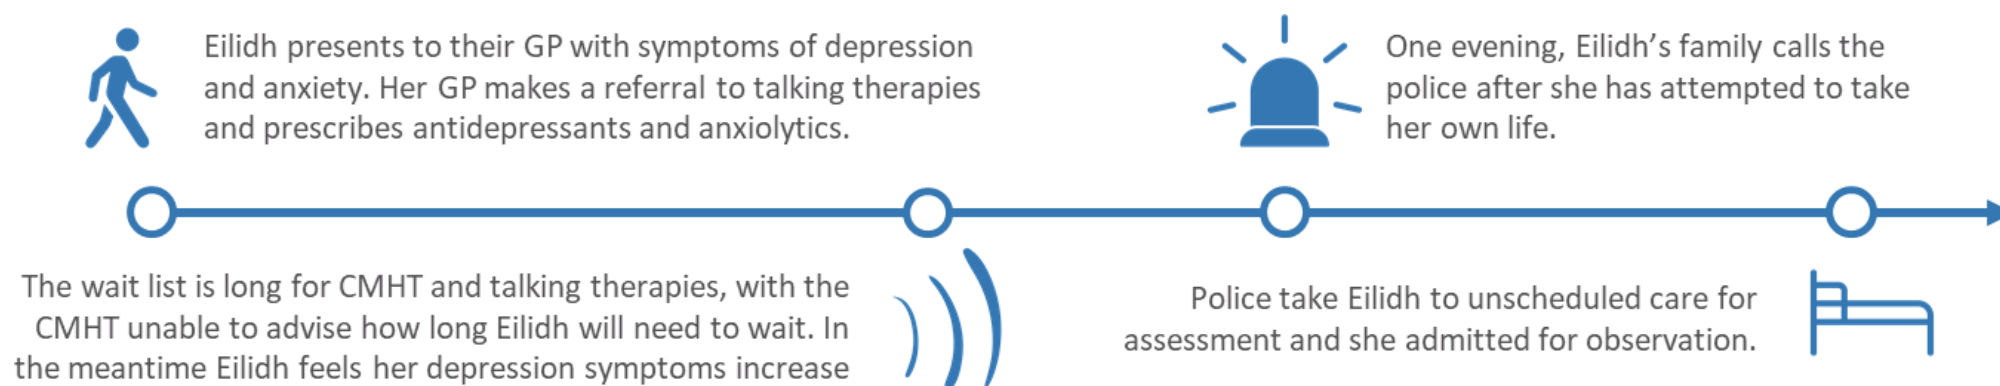 Eilidh presents to their GP with symptoms of depression
and anxiety. Her GP makes a referral to talking therapies
and prescribes antidepressants and anxiolytics.
The wait list is long for CMHT and talking therapies, with the
CMHT unable to advise how long Eilidh will need to wait. In
the meantime Eilidh feels her depression symptoms increase
One evening, Eilidh’s family calls the
police after she has attempted to take
her own life.
Police take Eilidh to unscheduled care for
assessment and she admitted for observation.